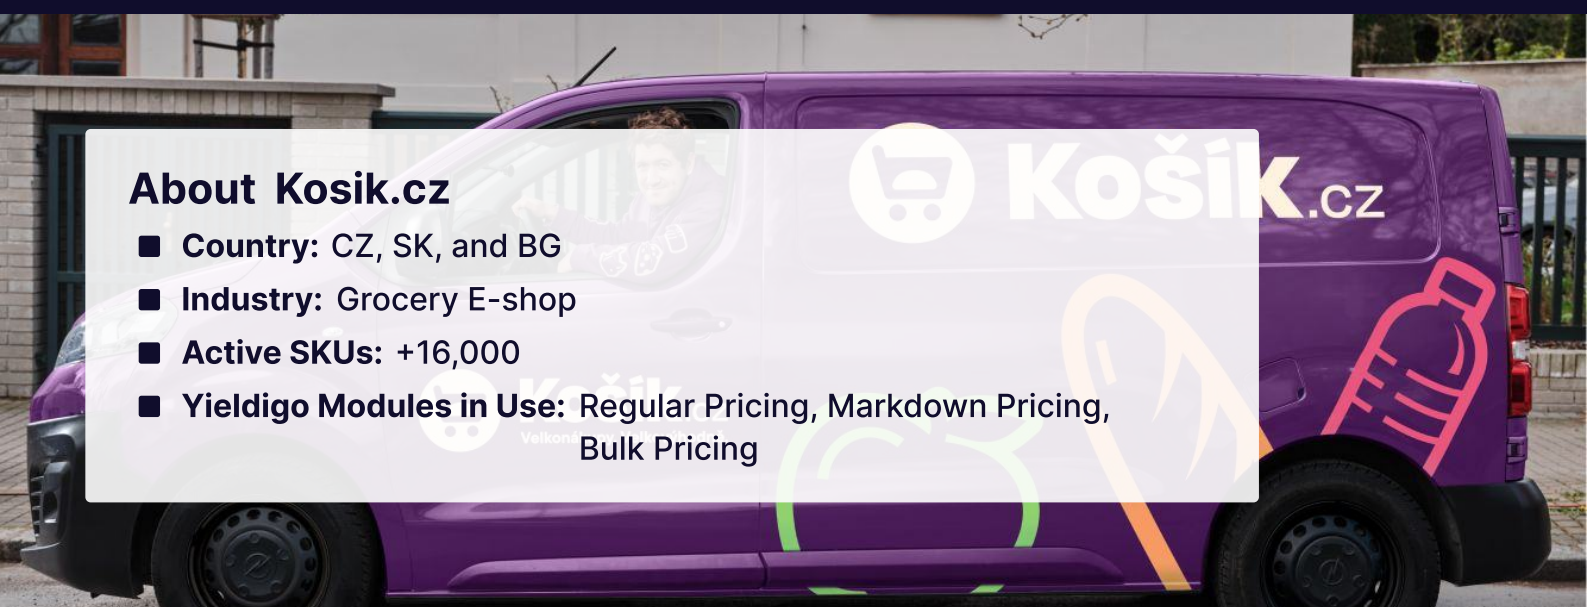 Košík.cz
About Kosik.cz
Country: CZ, SK, and BG
Industry: Grocery E-shop
Active SKUs: +16,000
Yieldigo Modules in Use: Regular Pricing, Markdown Pricing,
Bulk Pricing
Košík